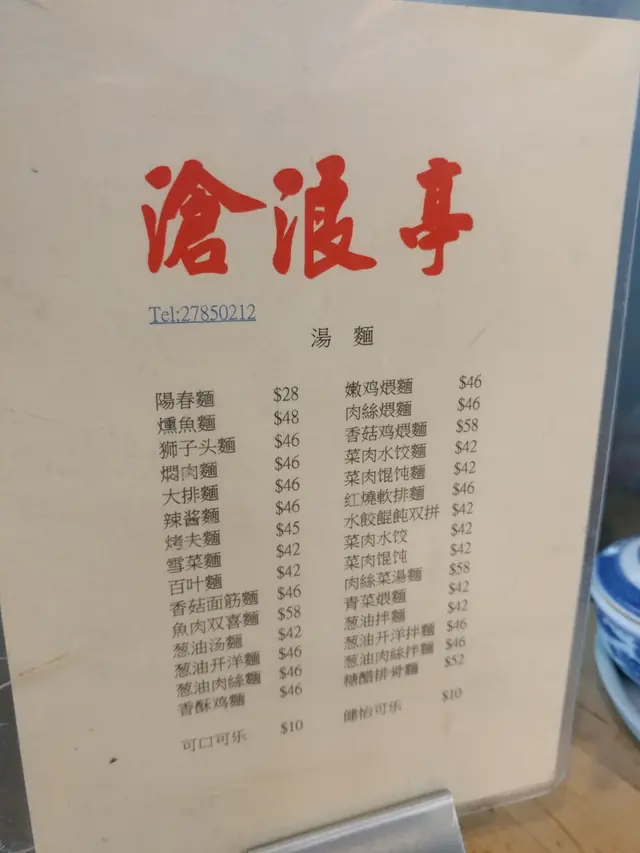 滄浪亭
Tel:27850212
湯 麵
陽春麵 $28
燻魚麵 $48
狮子头麵 $46
燜肉麵 $46
大排麵 $46
辣酱麵 $46
烤夫麵 $45
雪菜麵 $42
百叶麵 $42
香菇面筋麵 $46
魚肉双喜麵 $58
葱油汤麵 $42
葱油开洋麵 $46
葱油肉絲麵 $46
香酥鸡麵 $46
可口可乐 $10
嫩鸡煨麵 $46
肉絲煨麵 $46
香菇鸡煨麵 $58
菜肉水饺麵 $42
菜肉馄饨麵 $42
红燒軟排麵 $46
水餃餛飩双拼 $42
菜肉水饺 $42
菜肉馄饨 $42
肉絲菜湯麵 $58
青菜煨麵 $42
葱油拌麵 $42
葱油开洋拌麵 $46
葱油肉絲拌麵 $46
糖醋排骨麵 $52
健怡可乐 $10